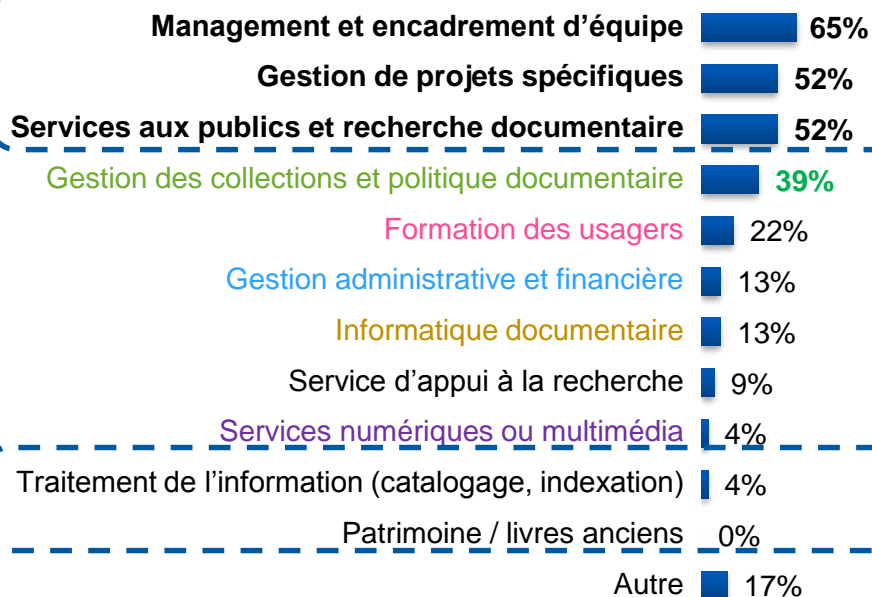 Management et encadrement d’équipe 65%
Gestion de projets spécifiques 52%
Services aux publics et recherche documentaire 52%
Gestion des collections et politique documentaire 39%
Formation des usagers 22%
Gestion administrative et financière 13%
Informatique documentaire 13%
Service d’appui à la recherche 9%
Services numériques ou multimédia 4%
Traitement de l’information (catalogage, indexation) 4%
Patrimoine / livres anciens 0%
Autre 17%